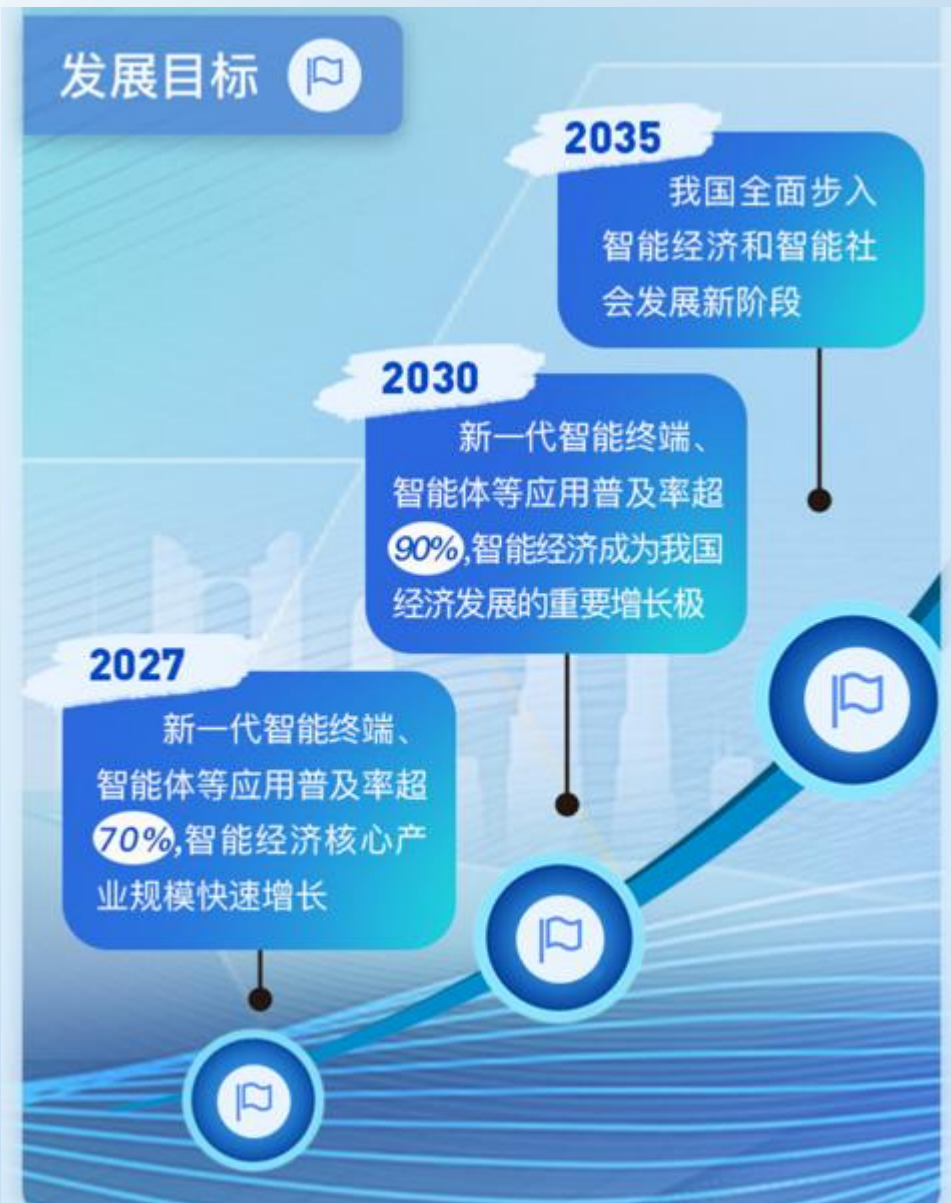 发展目标
2035
我国全面步入
智能经济和智能社
会发展新阶段
2030
新一代智能终端、
智能体等应用普及率超
90%,智能经济成为我国
经济发展的重要增长极
2027
新一代智能终端、
智能体等应用普及率超
70%,智能经济核心产
业规模快速增长